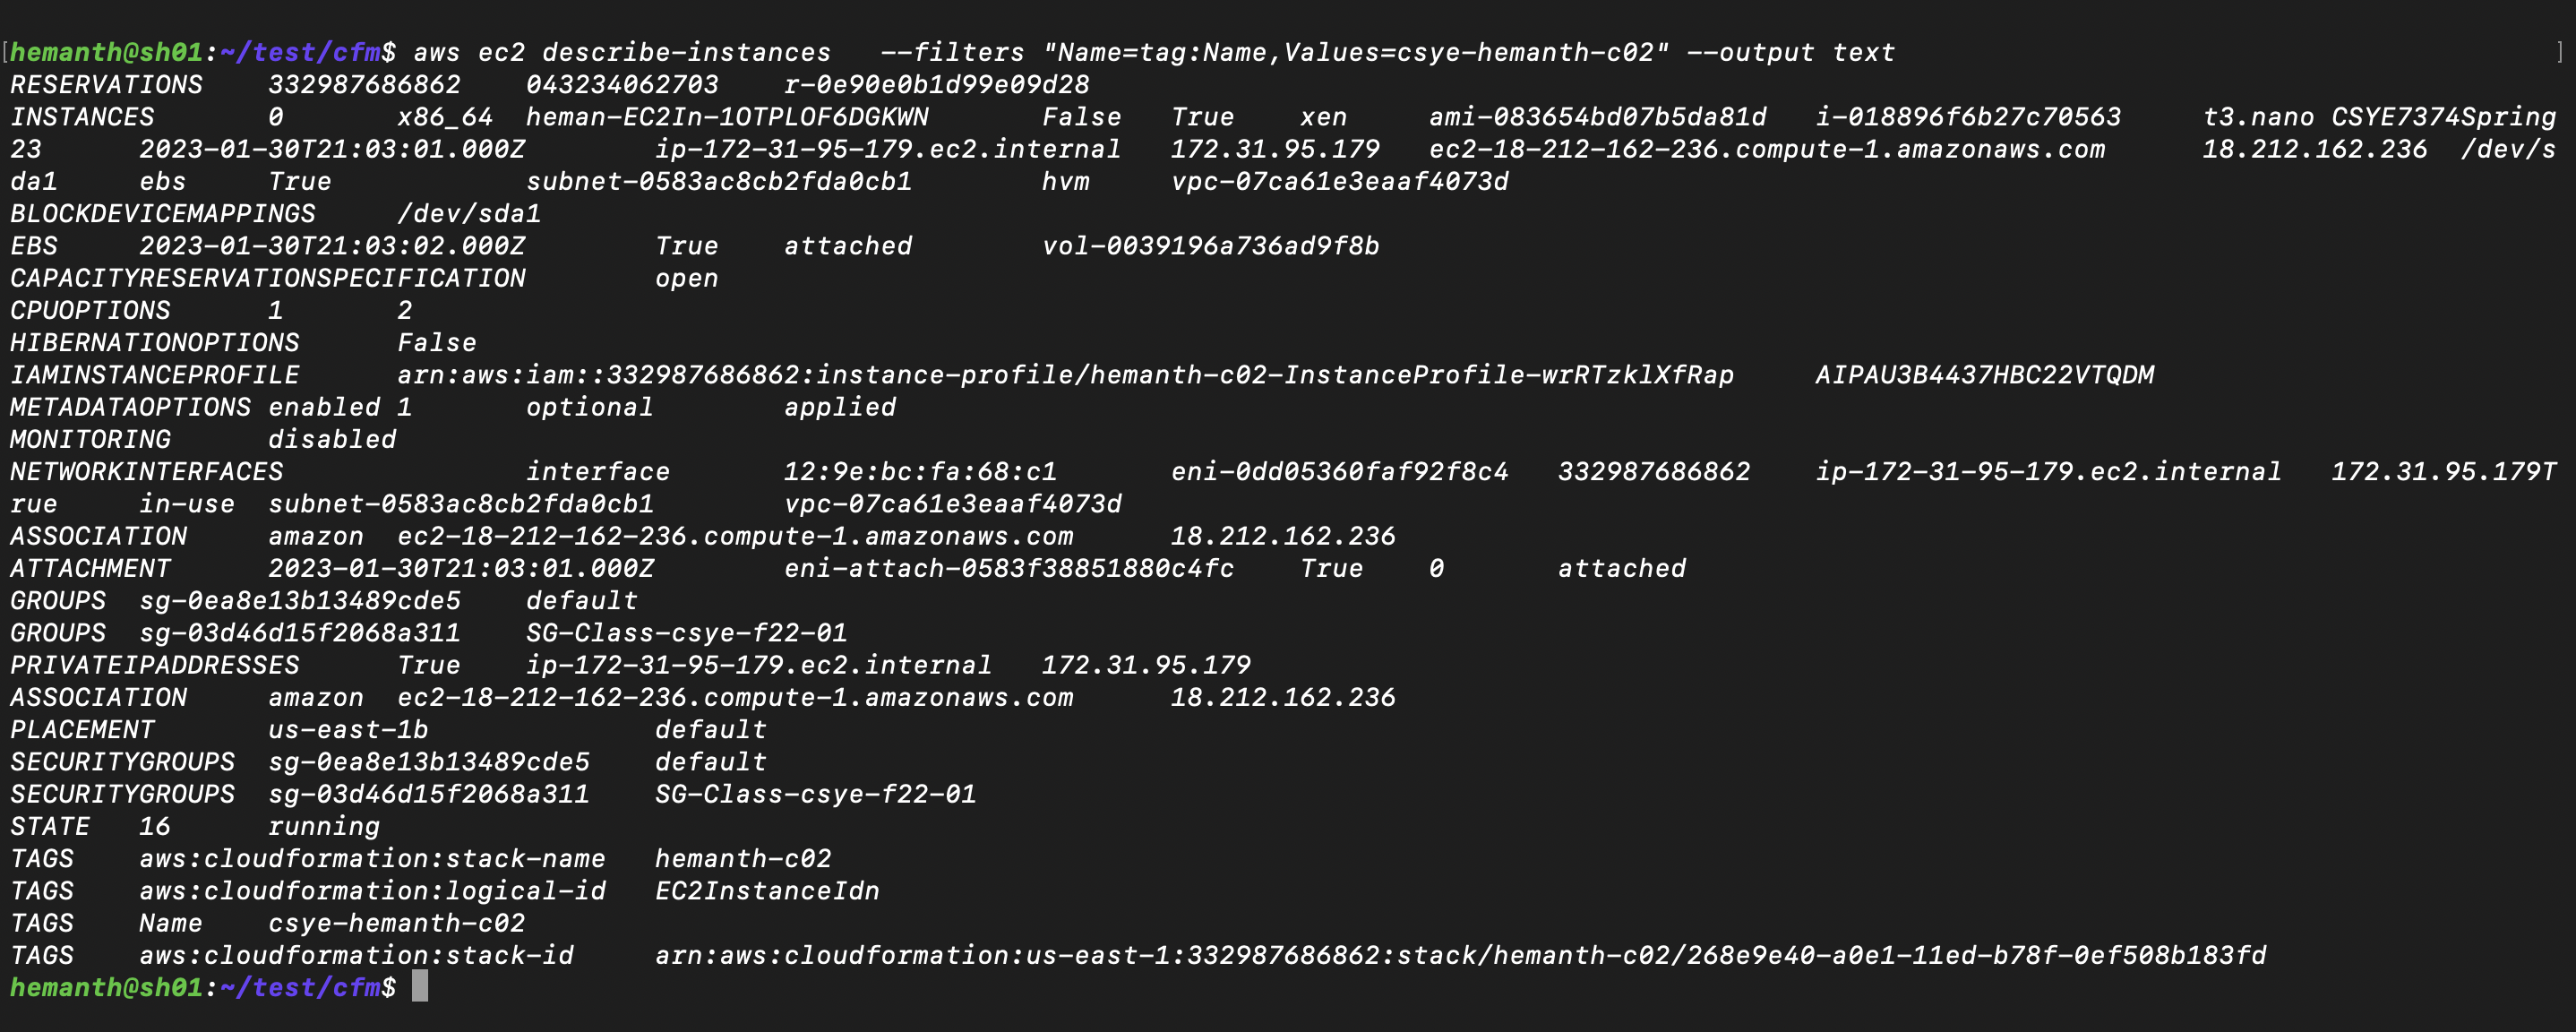 hemanth@sh01:~/test/cfm$ aws ec2 describe-instances   --filters "Name=tag:Name,Values=csye-hemanth-c02" --output text
RESERVATIONS    332987686862    043234062703    r-0e90e0b1d99e09d28
INSTANCES       0       x86_64  heman-EC2In-1OTPLOF6DGKWN       False   True    xen     ami-083654bd07b5da81d   i-018896f6b27c70563     t3.nano CSYE7374Spring
23      2023-01-30T21:03:01.000Z        ip-172-31-95-179.ec2.internal   172.31.95.179   ec2-18-212-162-236.compute-1.amazonaws.com      18.212.162.236  /dev/s
da1     ebs     True            subnet-0583ac8cb2fda0cb1        hvm     vpc-07ca61e3eaaf4073d
BLOCKDEVICEMAPPINGS     /dev/sda1
EBS     2023-01-30T21:03:02.000Z        True    attached        vol-0039196a736ad9f8b
CAPACITYRESERVATIONSPECIFICATION        open
CPUOPTIONS      1       2
HIBERNATIONOPTIONS      False
IAMINSTANCEPROFILE      arn:aws:iam::332987686862:instance-profile/hemanth-c02-InstanceProfile-wrRTzklXfRap     AIPAU3B4437HBC22VTQDM
METADATAOPTIONS enabled 1       optional        applied
MONITORING      disabled
NETWORKINTERFACES               interface       12:9e:bc:fa:68:c1       eni-0dd05360faf92f8c4   332987686862    ip-172-31-95-179.ec2.internal   172.31.95.179T
rue     in-use  subnet-0583ac8cb2fda0cb1        vpc-07ca61e3eaaf4073d
ASSOCIATION     amazon  ec2-18-212-162-236.compute-1.amazonaws.com      18.212.162.236
ATTACHMENT      2023-01-30T21:03:01.000Z        eni-attach-0583f38851880c4fc    True    0       attached
GROUPS  sg-0ea8e13b13489cde5    default
GROUPS  sg-03d46d15f2068a311    SG-Class-csye-f22-01
PRIVATEIPADDRESSES      True    ip-172-31-95-179.ec2.internal   172.31.95.179
ASSOCIATION     amazon  ec2-18-212-162-236.compute-1.amazonaws.com      18.212.162.236
PLACEMENT       us-east-1b              default
SECURITYGROUPS  sg-0ea8e13b13489cde5    default
SECURITYGROUPS  sg-03d46d15f2068a311    SG-Class-csye-f22-01
STATE   16      running
TAGS    aws:cloudformation:stack-name   hemanth-c02
TAGS    aws:cloudformation:logical-id   EC2InstanceIdn
TAGS    Name    csye-hemanth-c02
TAGS    aws:cloudformation:stack-id     arn:aws:cloudformation:us-east-1:332987686862:stack/hemanth-c02/268e9e40-a0e1-11ed-b78f-0ef508b183fd
hemanth@sh01:~/test/cfm$